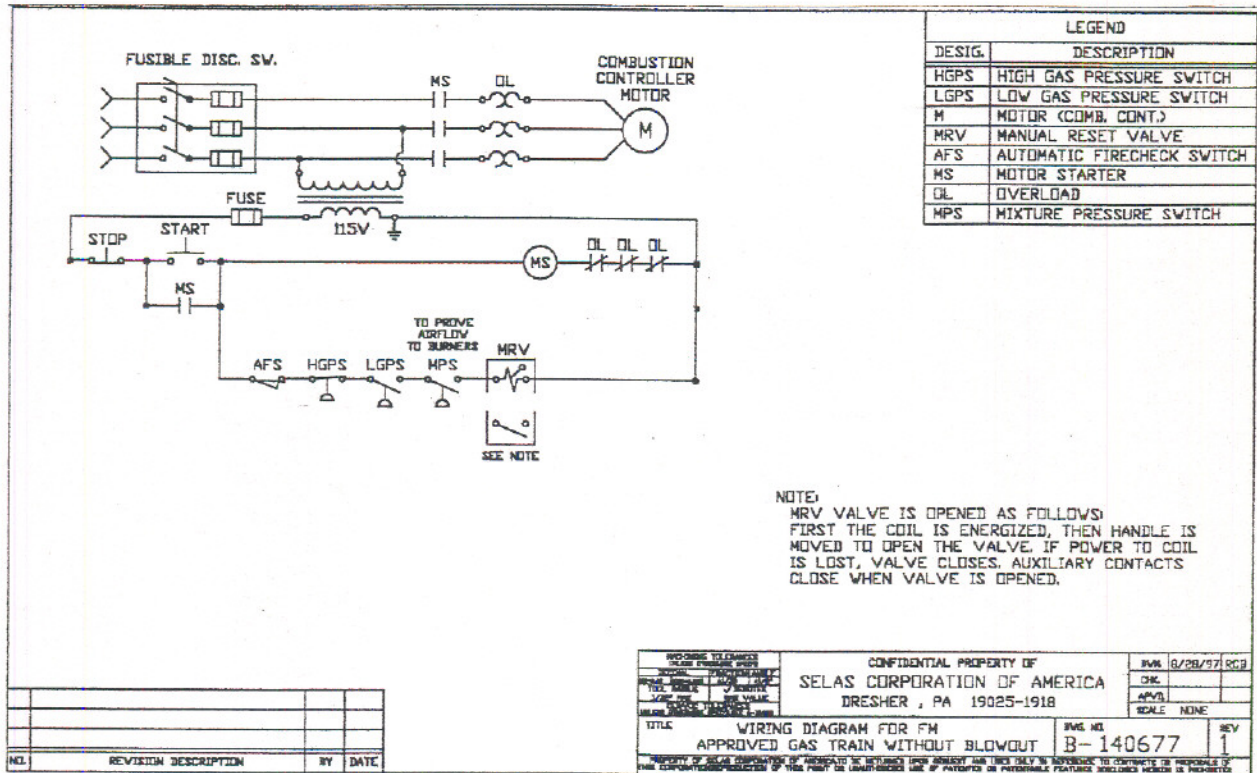 FUSIBLE DISC. SW.
MS
OL
COMBUSTION
CONTROLLER
MOTOR
M
FUSE
115V
STOP
START
MS
MS
OL OL OL
TO PROVE
AIRFLOW
TO BURNERS
AFS HGPS LGPS MPS
MRV
SEE NOTE
LEGEND
DESIG. DESCRIPTION
HGPS HIGH GAS PRESSURE SWITCH
LGPS LOW GAS PRESSURE SWITCH
M MOTOR (COMB. CONT.)
MRV MANUAL RESET VALVE
AFS AUTOMATIC FIRECHECK SWITCH
MS MOTOR STARTER
OL OVERLOAD
MPS MIXTURE PRESSURE SWITCH
NOTE:
MRV VALVE IS OPENED AS FOLLOWS:
FIRST THE COIL IS ENERGIZED, THEN HANDLE IS
MOVED TO OPEN THE VALVE. IF POWER TO COIL
IS LOST, VALVE CLOSES. AUXILIARY CONTACTS
CLOSE WHEN VALVE IS OPENED.
NO. REVISION DESCRIPTION BY DATE
CONFIDENTIAL PROPERTY OF
SELAS CORPORATION OF AMERICA
DRESHER , PA 19025-1918
DWN. 8/28/97 RCB
CHK.
APVD.
SCALE NONE
TITLE
WIRING DIAGRAM FOR FM
APPROVED GAS TRAIN WITHOUT BLOWOUT
DWG. NO.
B- 140677
REV
1